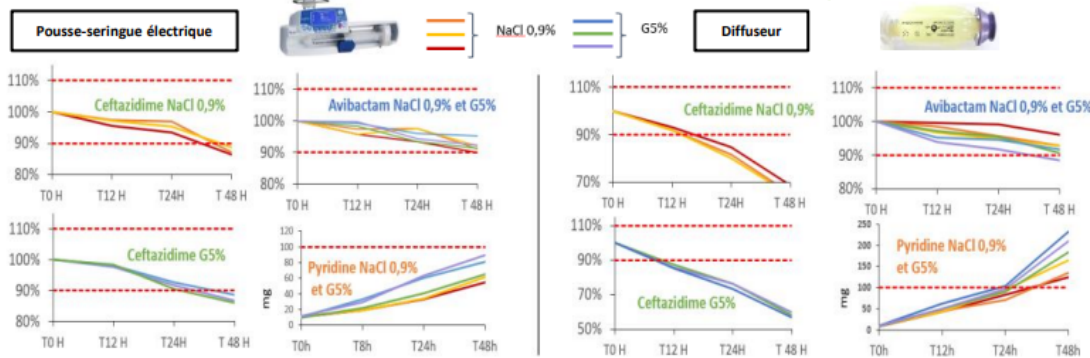 Pousse-seringue électrique
NaCl 0,9%
G5%
Diffuseur
110%
100%
90%
80%
Ceftazidime NaCl 0,9%
T0 H
T12 H
T24H
T 48 H
110%
100%
90%
80%
Avibactam NaCl 0,9% et G5%
T0 H
T12 H
T24H
T 48 H
110%
90%
70%
Ceftazidime NaCl 0,9%
T0 H
T12 H
T24H
T 48 H
110%
100%
90%
80%
Avibactam NaCl 0,9% et G5%
T0 H
T12H
T24H
T 48 H
110%
100%
90%
80%
Ceftazidime G5%
T0 H
T12 H
T24H
T 48 H
120
100
80
60
40
20
0
mg
Pyridine NaCl 0,9%
et G5%
T0h
T8h
T24h
T48h
110%
90%
70%
50%
Ceftazidime G5%
T0 H
T12 H
T24H
T 48 H
250
200
150
100
50
0
mg
Pyridine NaCl 0,9%
et G5%
T0h
T12h
T24h
T48h